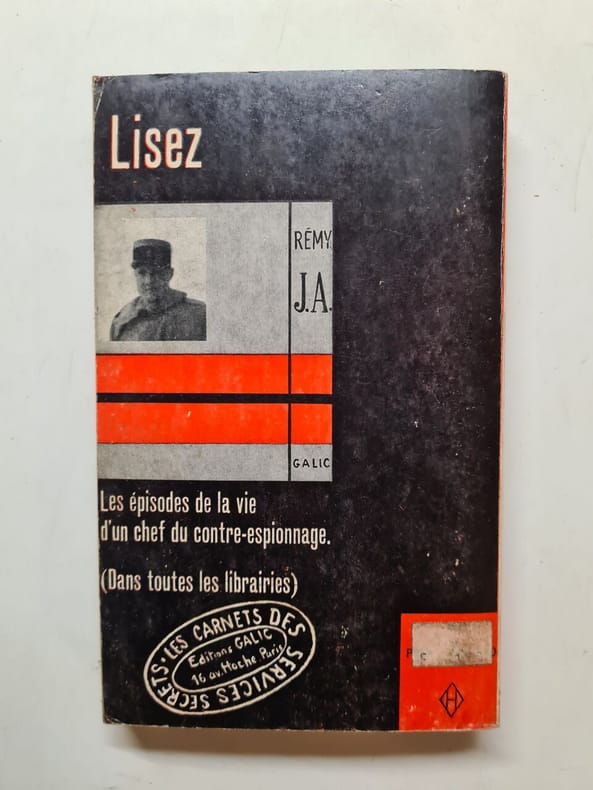 Lisez
RÉMY
J.A.
GALIC
Les épisodes de la vie
d'un chef du contre-espionnage.
(Dans toutes les librairies)
LES CARNETS DES SERVICES SECRETS.
Editions GALIC
16 av. Hoche Paris
H